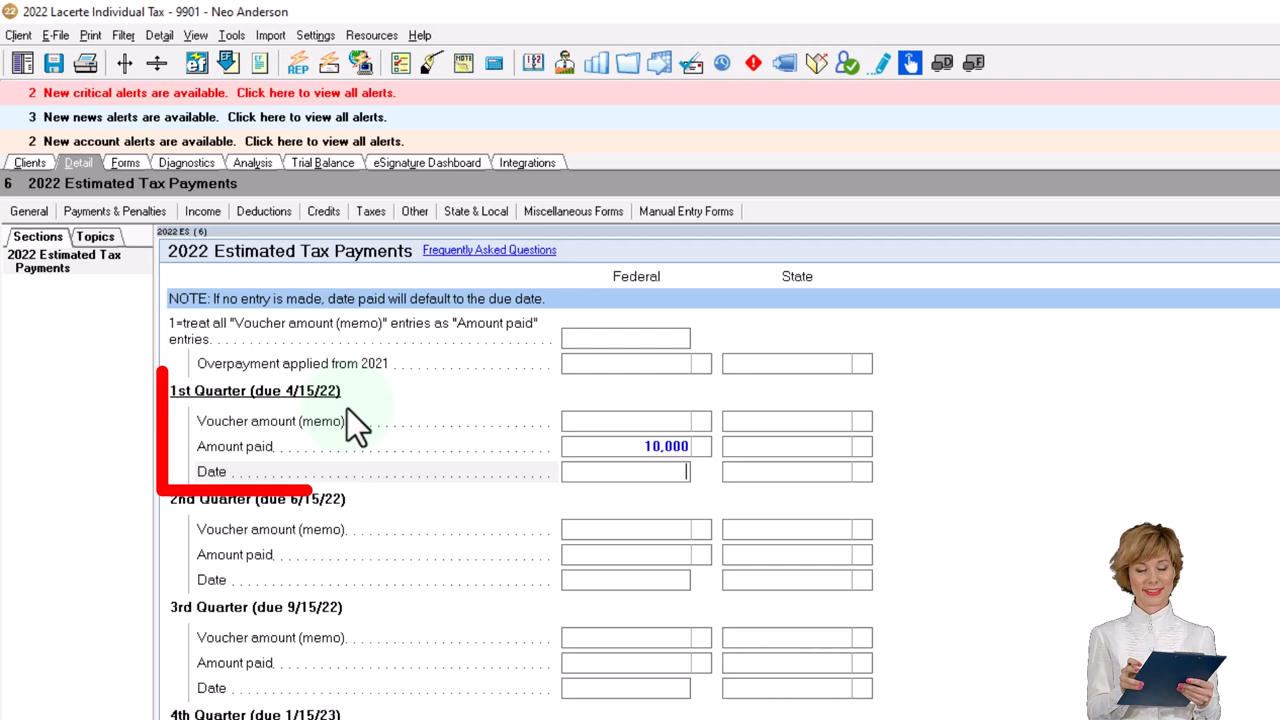 22 2022 Lacerte Individual Tax - 9901 - Neo Anderson
Client E-File Print Filter Detail View Tools Import Settings Resources Help
2 New critical alerts are available. Click here to view all alerts.
3 New news alerts are available. Click here to view all alerts.
2 New account alerts are available. Click here to view all alerts.
Clients Detail Forms Diagnostics Analysis Trial Balance eSignature Dashboard Integrations
6 2022 Estimated Tax Payments
General Payments & Penalties Income Deductions Credits Taxes Other State & Local Miscellaneous Forms Manual Entry Forms
Sections Topics
2022 Estimated Tax
Payments
2022 ES (6)
2022 Estimated Tax Payments Frequently Asked Questions
Federal State
NOTE: If no entry is made, date paid will default to the due date.
1=treat all "Voucher amount (memo)" entries as "Amount paid"
entries.
Overpayment applied from 2021
1st Quarter (due 4/15/22)
Voucher amount (memo)
Amount paid 10,000
Date
2nd Quarter (due 6/15/22)
Voucher amount (memo)
Amount paid
Date
3rd Quarter (due 9/15/22)
Voucher amount (memo)
Amount paid
Date
4th Quarter (due 1/15/23)